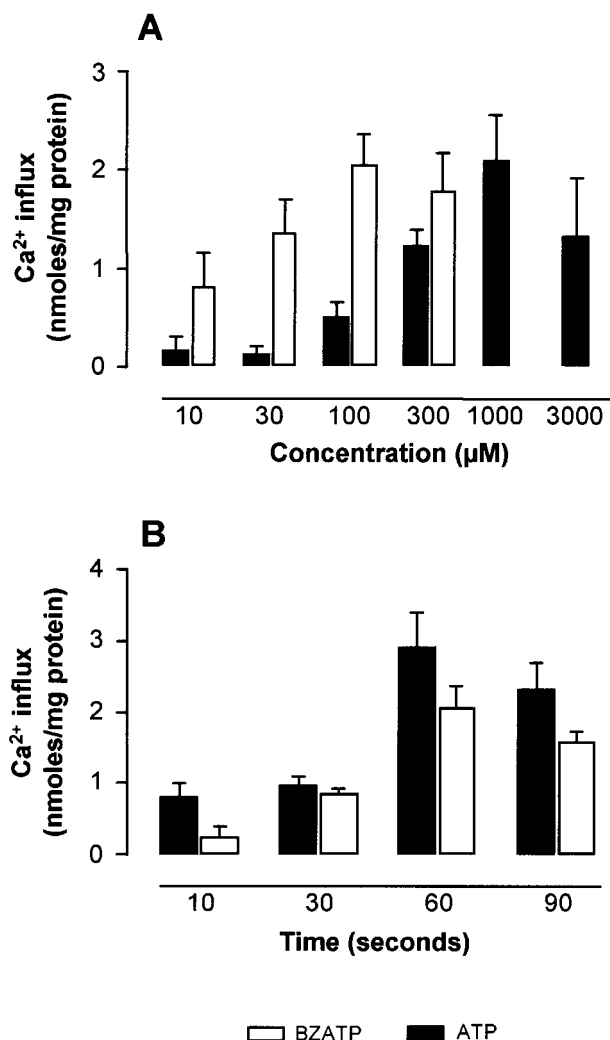 A
3
2
1
0
Ca²⁺ influx
(nmoles/mg protein)
10 30 100 300 1000 3000
Concentration (µM)
B
4
3
2
1
0
Ca²⁺ influx
(nmoles/mg protein)
10 30 60 90
Time (seconds)
BZATP ATP